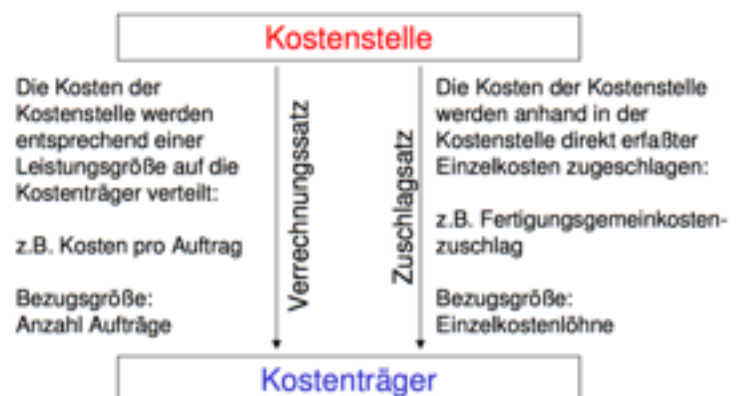 Kostenstelle
Die Kosten der
Kostenstelle werden
entsprechend einer
Leistungsgröße auf die
Kostenträger verteilt:
z.B. Kosten pro Auftrag
Bezugsgröße:
Anzahl Aufträge
Verrechnungssatz
Zuschlagsatz
Die Kosten der Kostenstelle
werden anhand in der
Kostenstelle direkt erfaßter
Einzelkosten zugeschlagen:
z.B. Fertigungsgemeinkosten-
zuschlag
Bezugsgröße:
Einzelkostenlöhne
Kostenträger